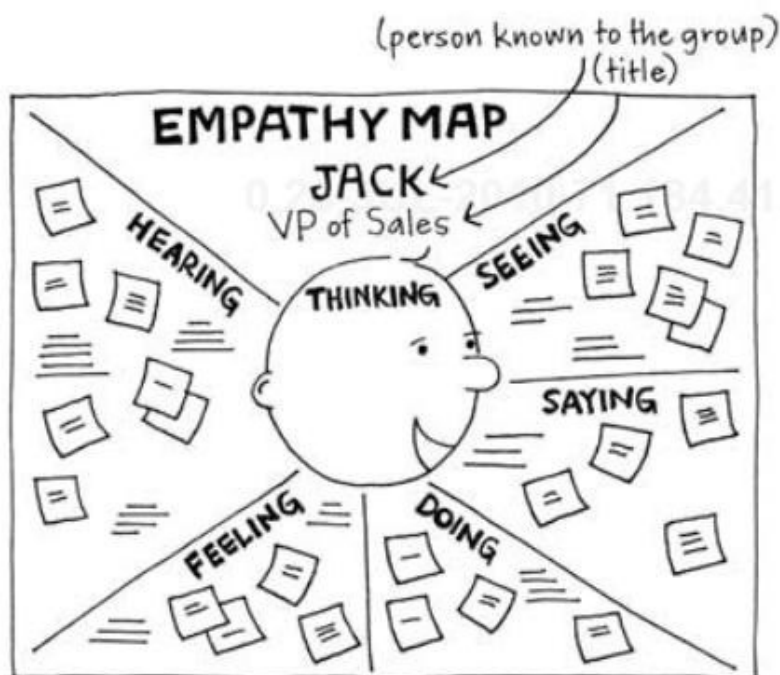 (person known to the group)
(title)
EMPATHY MAP
JACK
VP of Sales
HEARING
THINKING
SEEING
SAYING
FEELING
DOING